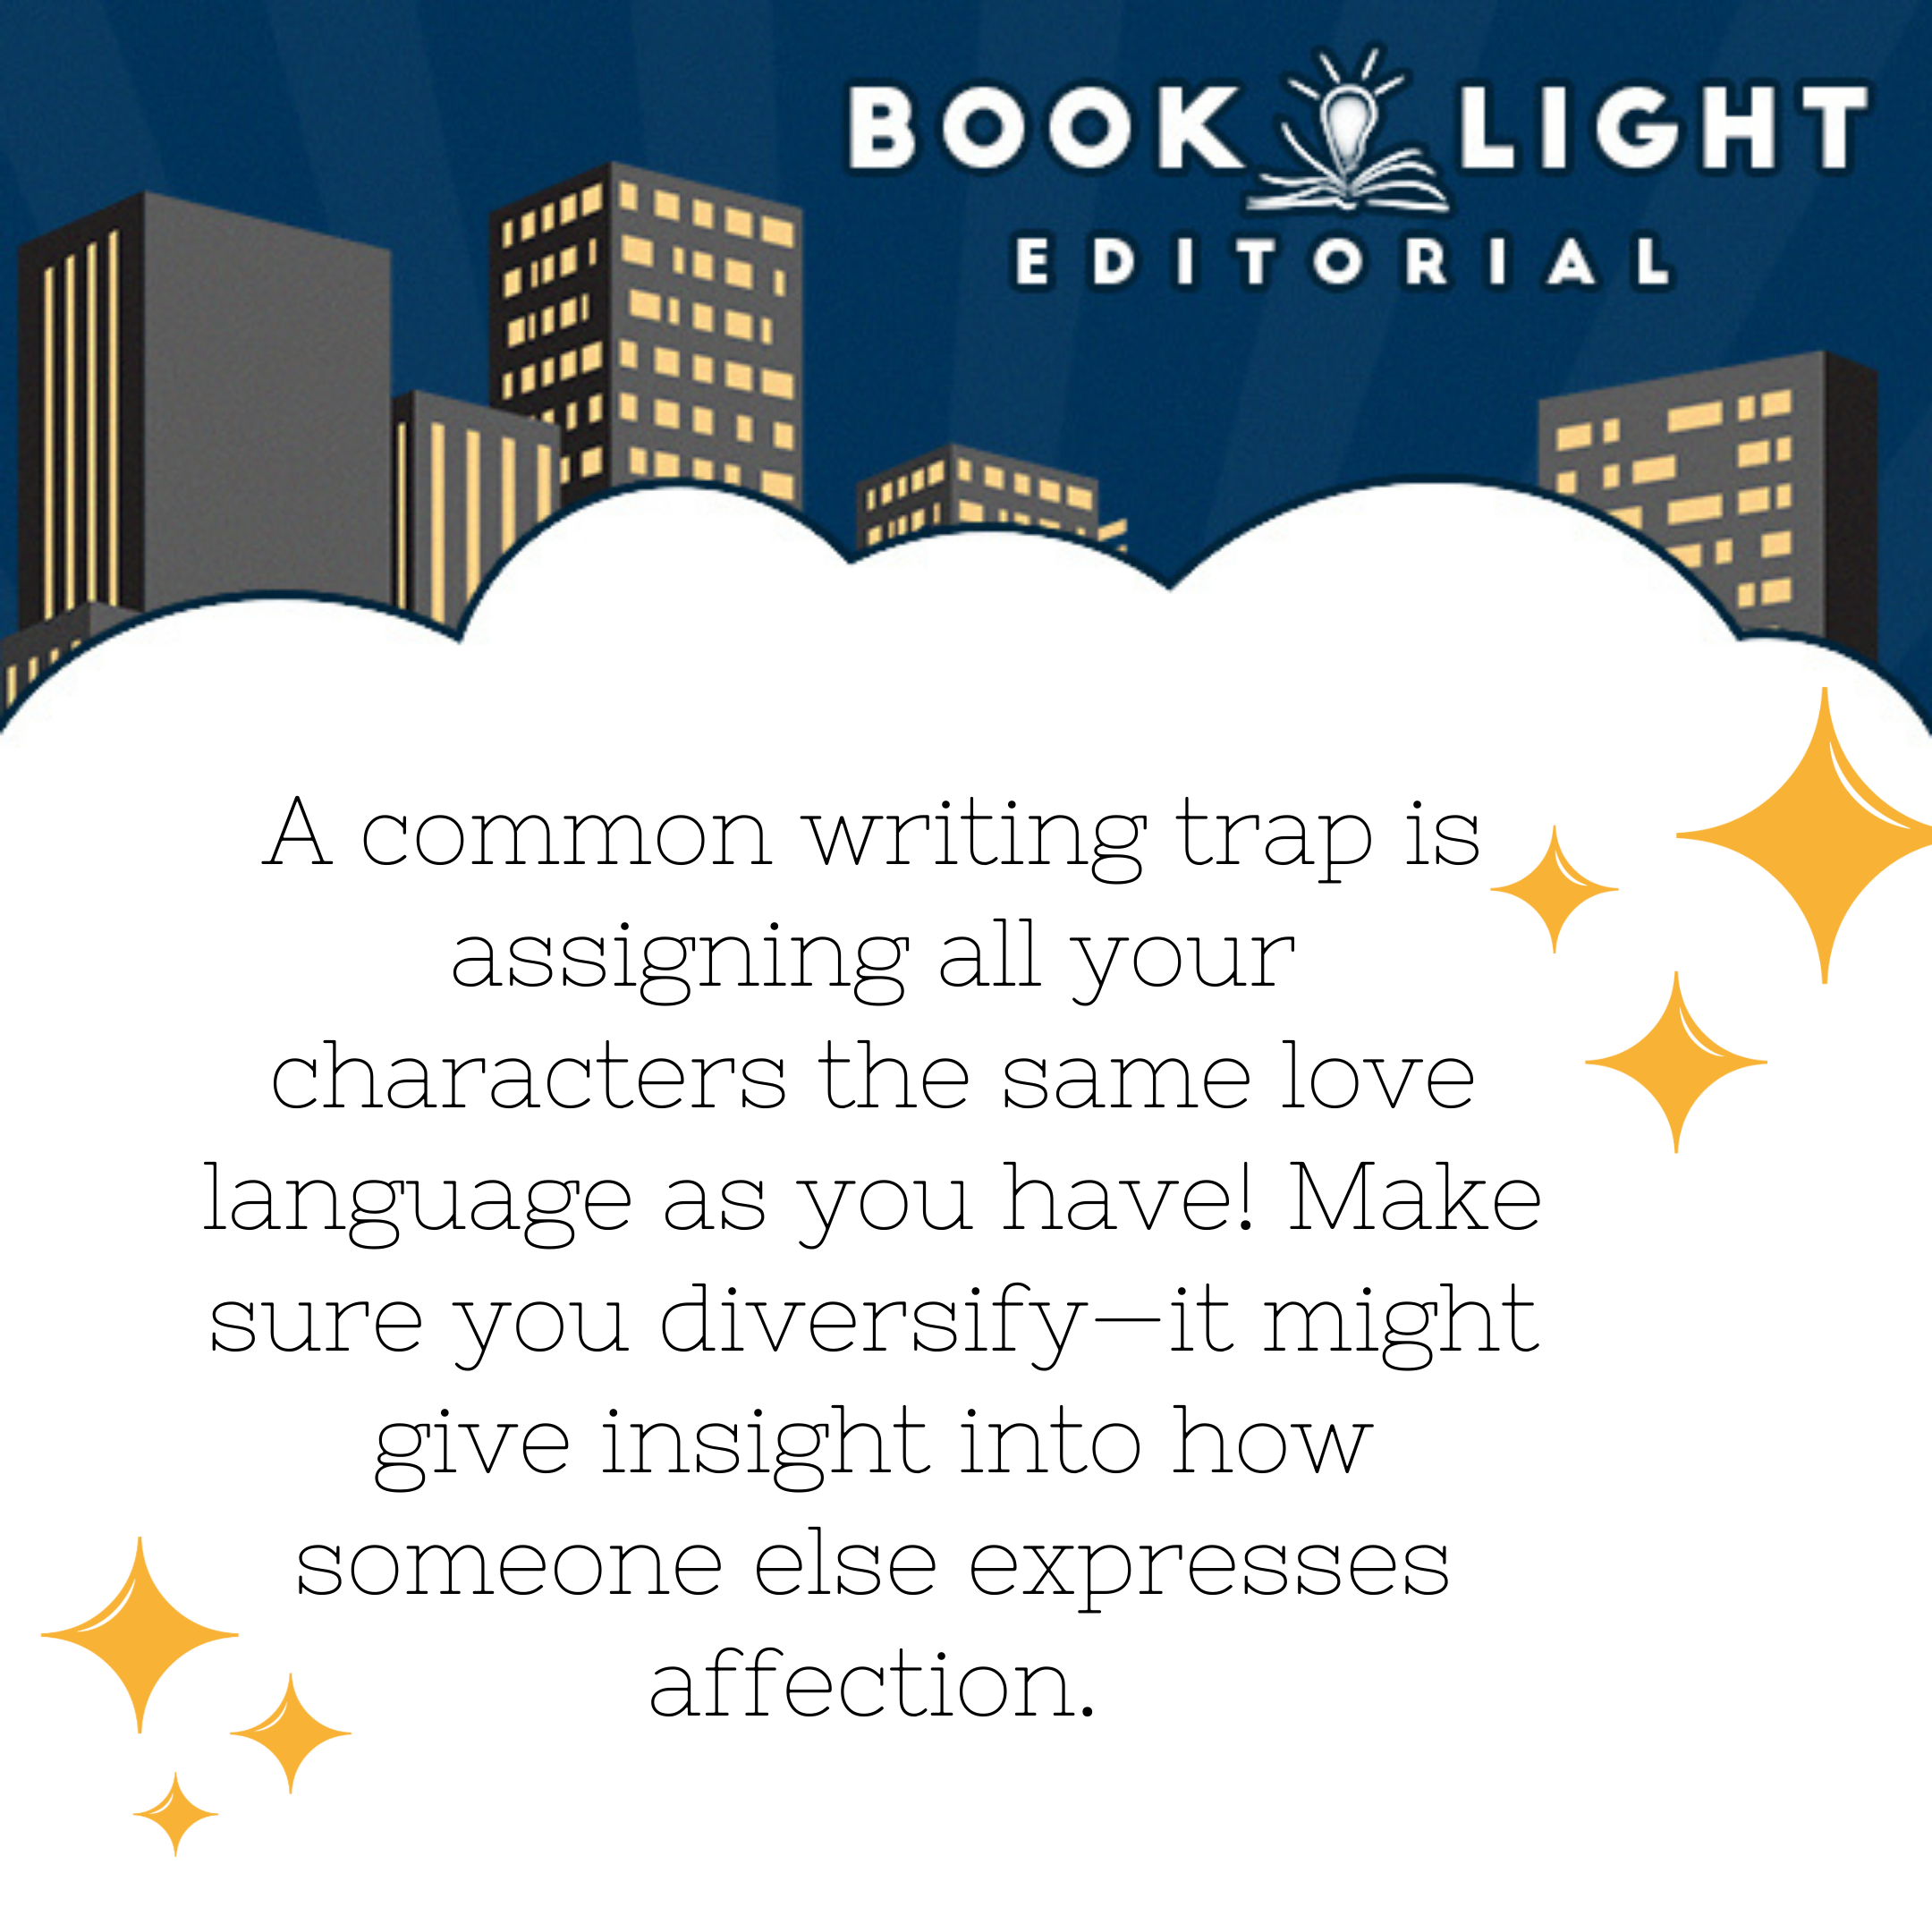 BOOK LIGHT
EDITORIAL
A common writing trap is
assigning all your
characters the same love
language as you have! Make
sure you diversify—it might
give insight into how
someone else expresses
affection.